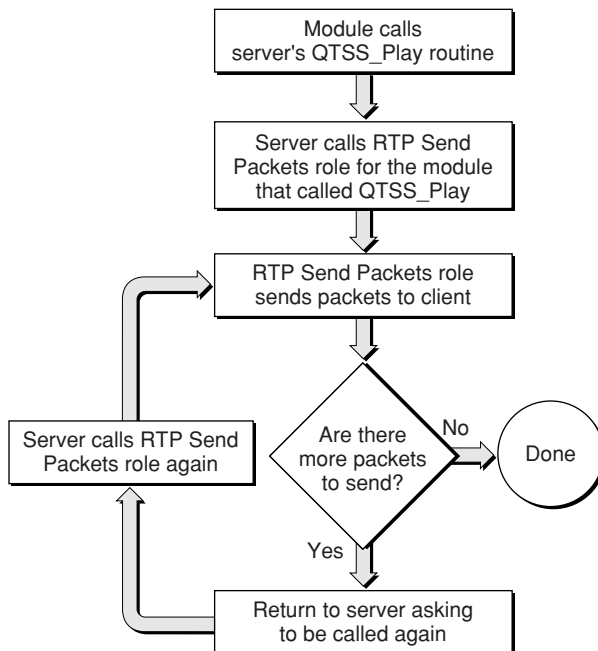 Module calls
server's QTSS_Play routine
Server calls RTP Send
Packets role for the module
that called QTSS_Play
RTP Send Packets role
sends packets to client
Are there
more packets
to send?
No
Done
Server calls RTP Send
Packets role again
Yes
Return to server asking
to be called again